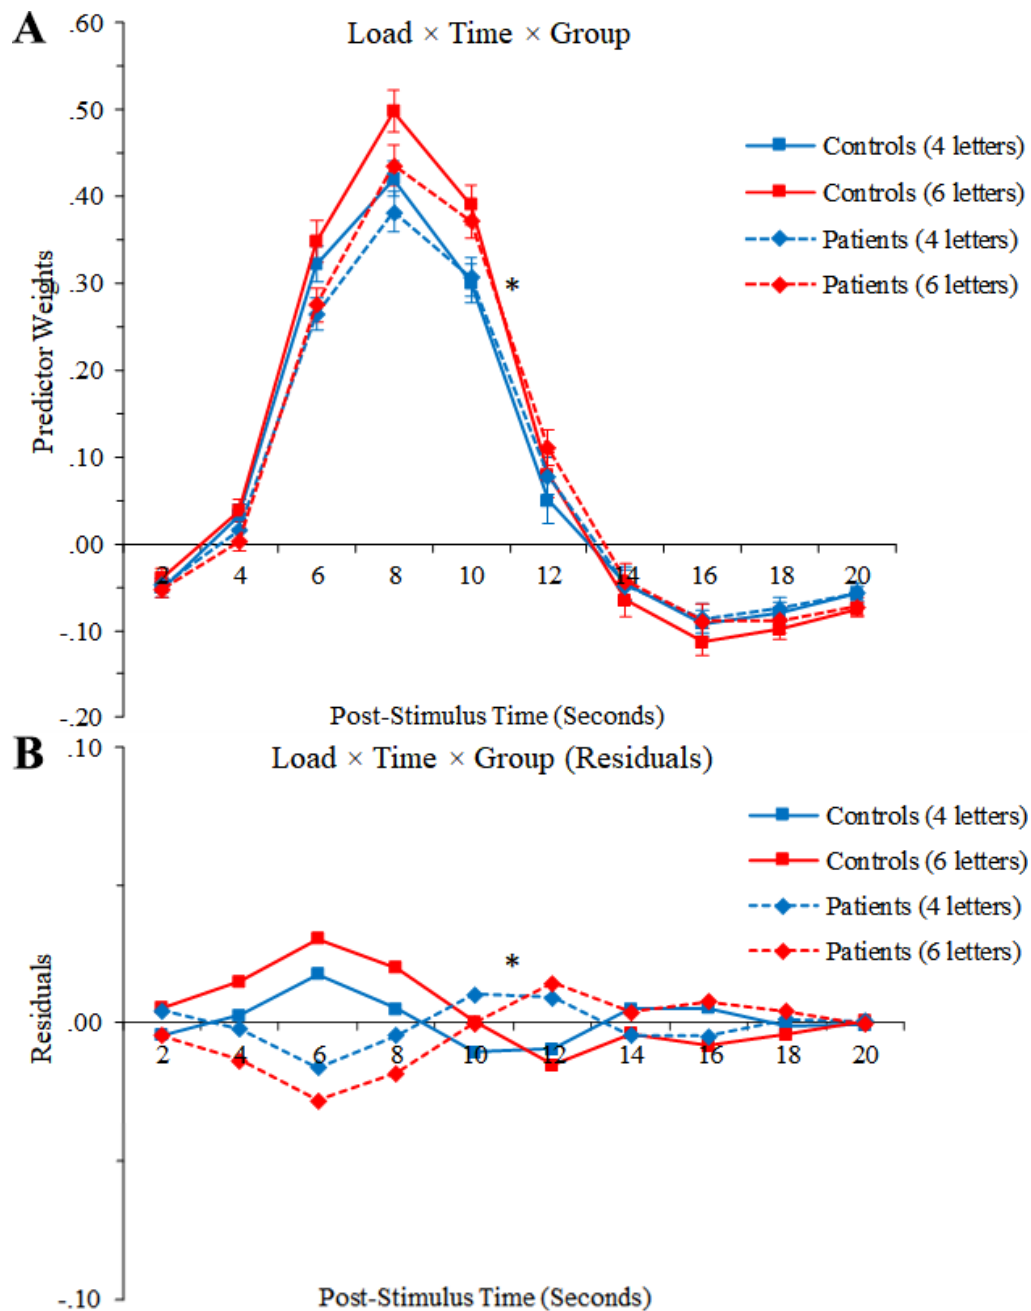 A
Load × Time × Group
.60
.50
.40
.30
.20
.10
.00
-.10
-.20
Predictor Weights
2 4 6 8 10 12 14 16 18 20
Post-Stimulus Time (Seconds)
*
Controls (4 letters)
Controls (6 letters)
Patients (4 letters)
Patients (6 letters)
B
Load × Time × Group (Residuals)
.10
.00
-.10
Residuals
2 4 6 8 10 12 14 16 18 20
Post-Stimulus Time (Seconds)
*
Controls (4 letters)
Controls (6 letters)
Patients (4 letters)
Patients (6 letters)